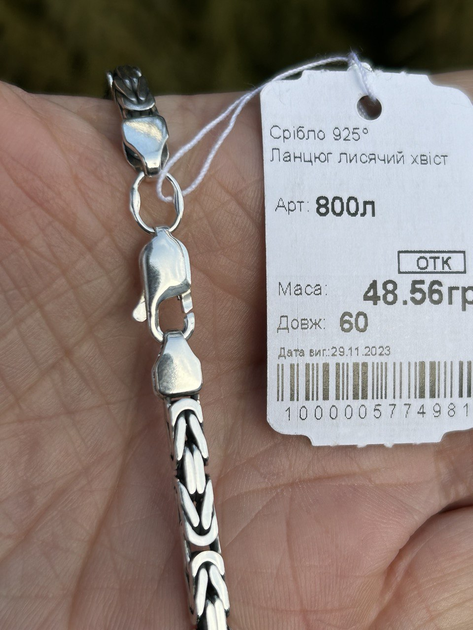 Срібло 925°
Ланцюг лисячий хвіст
Арт: 800л
ОТК
Маса: 48.56гр
Довж: 60
Дата виг.:29.11.2023
1000005774981